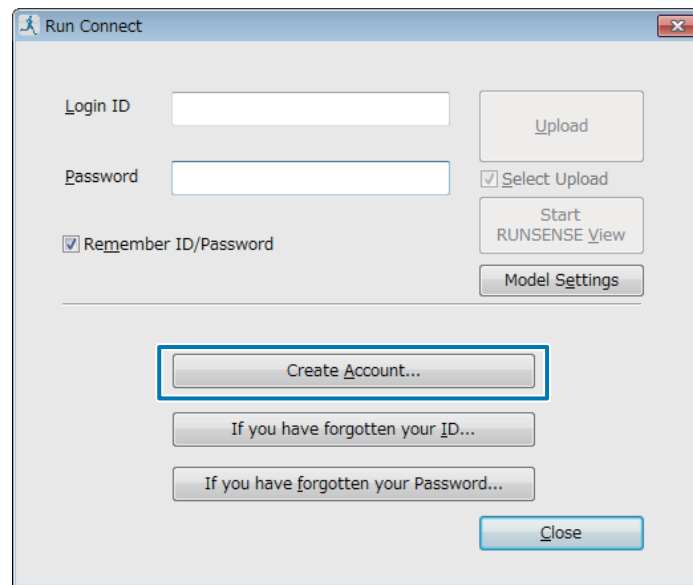 Run Connect
Login ID
Upload
Password
Select Upload
Start
RUNSENSE View
Remember ID/Password
Model Settings
Create Account...
If you have forgotten your ID...
If you have forgotten your Password...
Close